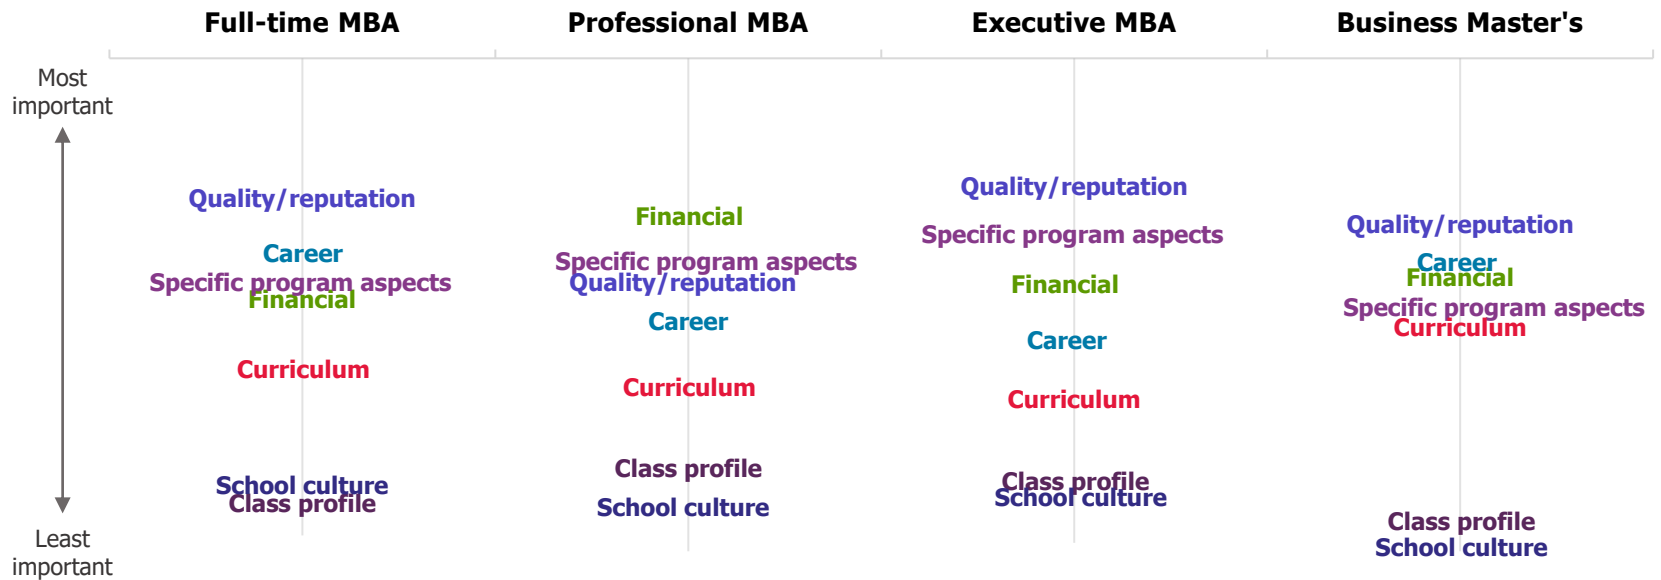 Full-time MBA
Professional MBA
Executive MBA
Business Master's
Most
important
Least
important
Quality/reputation
Career
Specific program aspects
Financial
Curriculum
School culture
Class profile
Financial
Specific program aspects
Quality/reputation
Career
Curriculum
Class profile
School culture
Quality/reputation
Specific program aspects
Financial
Career
Curriculum
Class profile
School culture
Quality/reputation
Career
Financial
Specific program aspects
Curriculum
Class profile
School culture